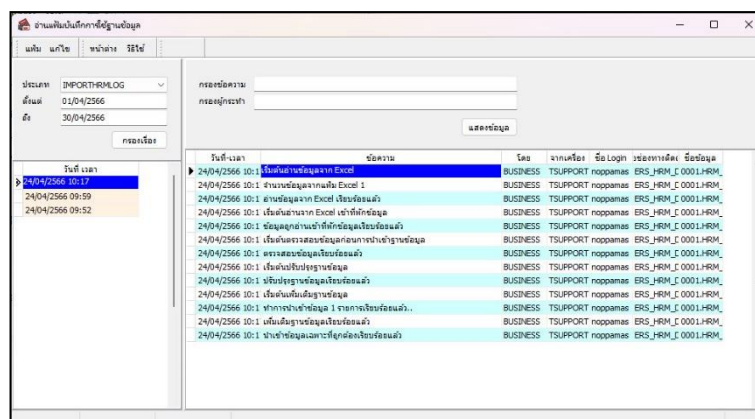 อ่านแฟ้มบันทึกการใช้ฐานข้อมูล
แฟ้ม แก้ไข หน้าต่าง วิธีใช้
ประเภท IMPORTHRMLOG
ตั้งแต่ 01/04/2566
ถึง 30/04/2566
กรองเรื่อง
กรองข้อความ
กรองผู้กระทำ
แสดงข้อมูล
วันที่ เวลา
24/04/2566 10:17
24/04/2566 09:59
24/04/2566 09:52
วันที่-เวลา ข้อความ โดย จากเครื่อง ชื่อ Login ชื่อข้อมูล
24/04/2566 10:1 เริ่มต้นอ่านข้อมูลจาก Excel BUSINESS TSUPPORT noppamas ERS_HRM_D 0001.HRM_
24/04/2566 10:1 จำนวนข้อมูลจากแฟ้ม Excel 1 BUSINESS TSUPPORT noppamas ERS_HRM_D 0001.HRM_
24/04/2566 10:1 อ่านข้อมูลจาก Excel เรียบร้อยแล้ว BUSINESS TSUPPORT noppamas ERS_HRM_D 0001.HRM_
24/04/2566 10:1 เริ่มต้นอ่านจาก Excel เข้าที่พักข้อมูล BUSINESS TSUPPORT noppamas ERS_HRM_D 0001.HRM_
24/04/2566 10:1 ข้อมูลถูกอ่านเข้าที่พักข้อมูลเรียบร้อยแล้ว BUSINESS TSUPPORT noppamas ERS_HRM_D 0001.HRM_
24/04/2566 10:1 เริ่มต้นตรวจสอบข้อมูลก่อนการนำเข้าฐานข้อมูล BUSINESS TSUPPORT noppamas ERS_HRM_D 0001.HRM_
24/04/2566 10:1 ตรวจสอบข้อมูลเรียบร้อยแล้ว BUSINESS TSUPPORT noppamas ERS_HRM_D 0001.HRM_
24/04/2566 10:1 เริ่มต้นปรับปรุงฐานข้อมูล BUSINESS TSUPPORT noppamas ERS_HRM_D 0001.HRM_
24/04/2566 10:1 ปรับปรุงฐานข้อมูลเรียบร้อยแล้ว BUSINESS TSUPPORT noppamas ERS_HRM_D 0001.HRM_
24/04/2566 10:1 เริ่มต้นเพิ่มเติมฐานข้อมูล BUSINESS TSUPPORT noppamas ERS_HRM_D 0001.HRM_
24/04/2566 10:1 ทำการนำเข้าข้อมูล 1 รายการเรียบร้อยแล้ว.. BUSINESS TSUPPORT noppamas ERS_HRM_D 0001.HRM_
24/04/2566 10:1 เพิ่มเติมฐานข้อมูลเรียบร้อยแล้ว BUSINESS TSUPPORT noppamas ERS_HRM_D 0001.HRM_
24/04/2566 10:1 นำเข้าข้อมูลเฉพาะที่ถูกต้องเรียบร้อยแล้ว BUSINESS TSUPPORT noppamas ERS_HRM_D 0001.HRM_